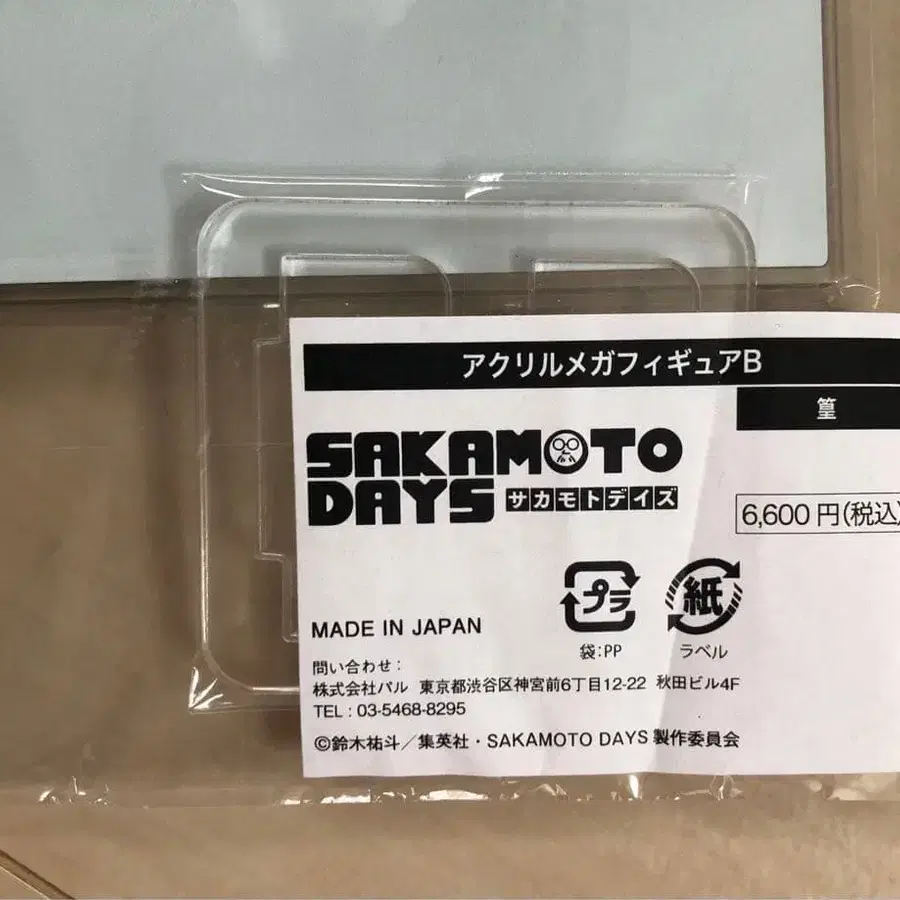 アクリルメガフィギュアB
篁
SAKAMOTO
DAYS サカモトデイズ
6,600 円(税込)
プラ
紙
袋:PP
ラベル
MADE IN JAPAN
問い合わせ:
株式会社パル 東京都渋谷区神宮前6丁目12-22 秋田ビル4F
TEL : 03-5468-8295
©鈴木祐斗／集英社・SAKAMOTO DAYS 製作委員会